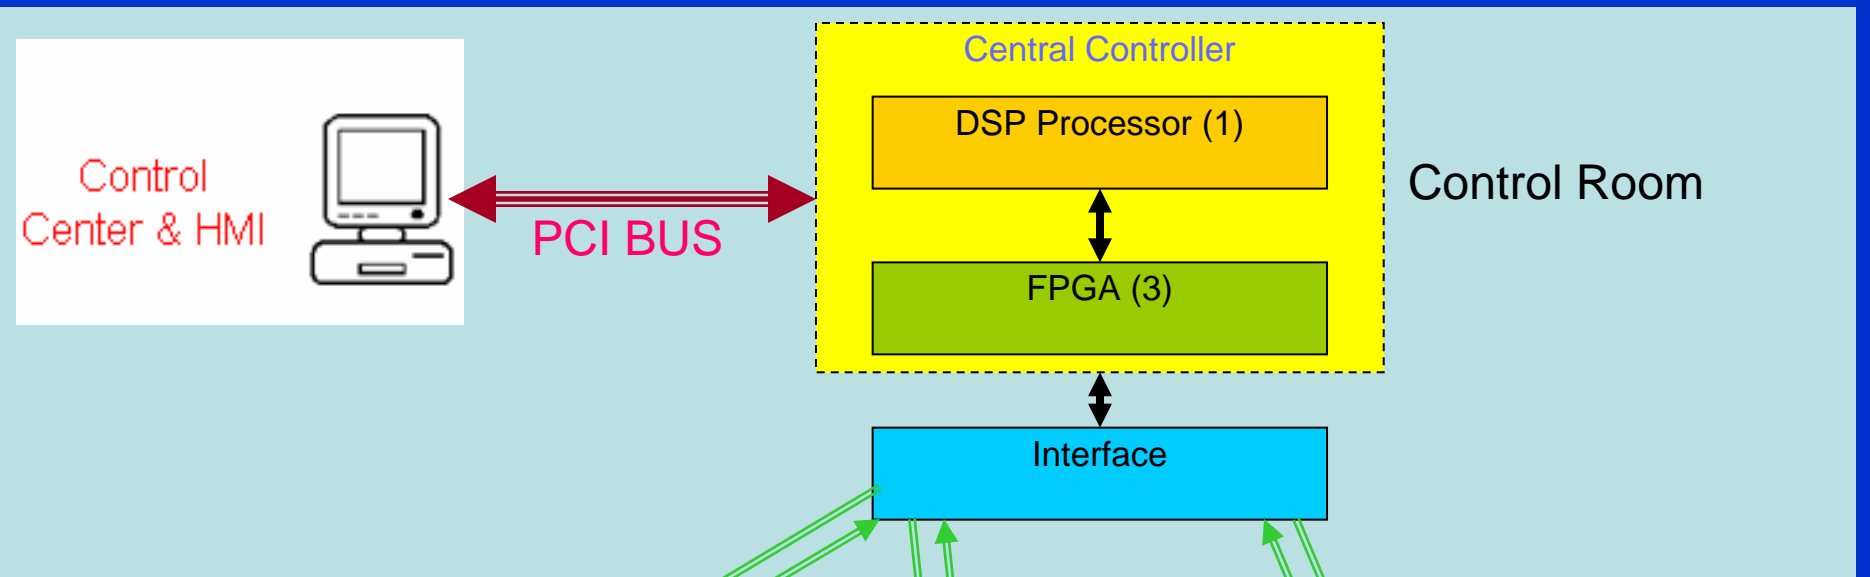 Central Controller
DSP Processor (1)
Control
Center & HMI
PCI BUS
Control Room
FPGA (3)
Interface